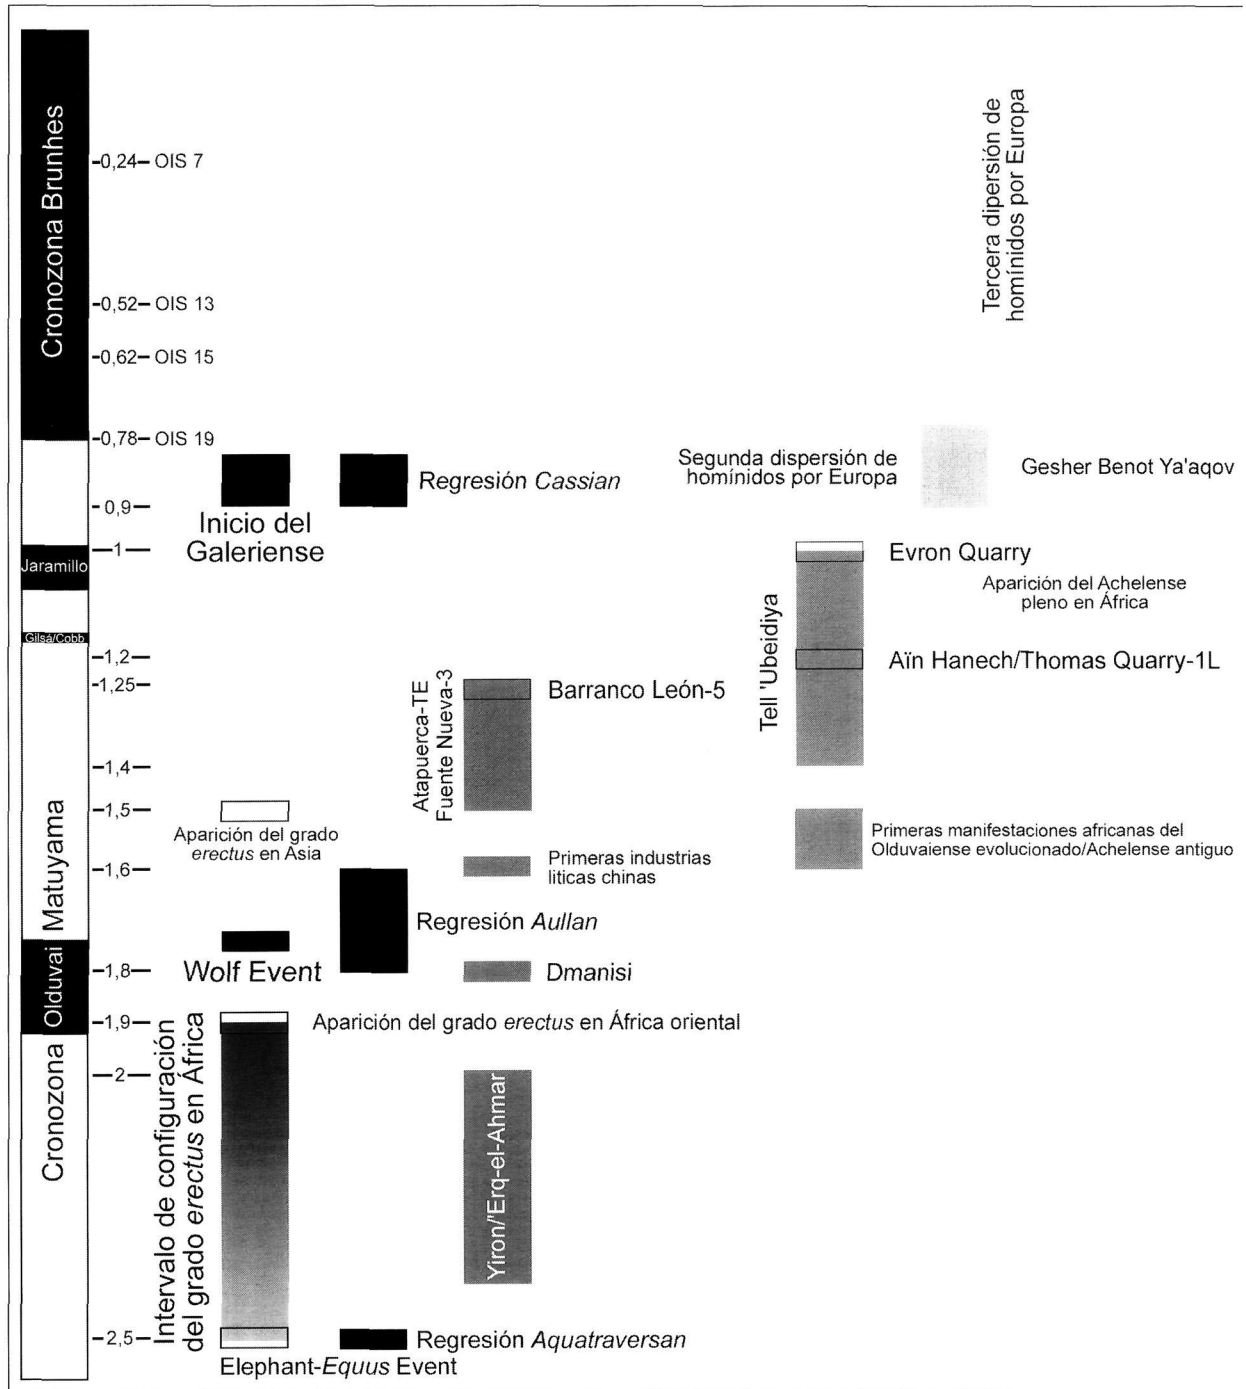 Cronozona Brunhes
Jaramillo
Gilsá/Cobb
Matuyama
Olduvai
Cronozona
0,24 OIS 7
0,52 OIS 13
0,62 OIS 15
0,78 OIS 19
0,9
1
1,2
1,25
1,4
1,5
1,6
1,8
1,9
2
2,5
Tercera dipersión de
homínidos por Europa
Regresión Cassian
Inicio del
Galeriense
Segunda dispersión de
homínidos por Europa
Gesher Benot Ya'aqov
Evron Quarry
Aparición del Achelense
pleno en África
Tell 'Ubeidiya
Aïn Hanech/Thomas Quarry-1L
Atapuerca-TE
Fuente Nueva-3
Barranco León-5
Aparición del grado
erectus en Asia
Primeras industrias
liticas chinas
Primeras manifestaciones africanas del
Olduvaiense evolucionado/Achelense antiguo
Regresión Aullan
Wolf Event
Dmanisi
Aparición del grado erectus en África oriental
Intervalo de configuración
del grado erectus en África
Yiron/'Erq-el-Ahmar
Regresión Aquatraversan
Elephant-Equus Event